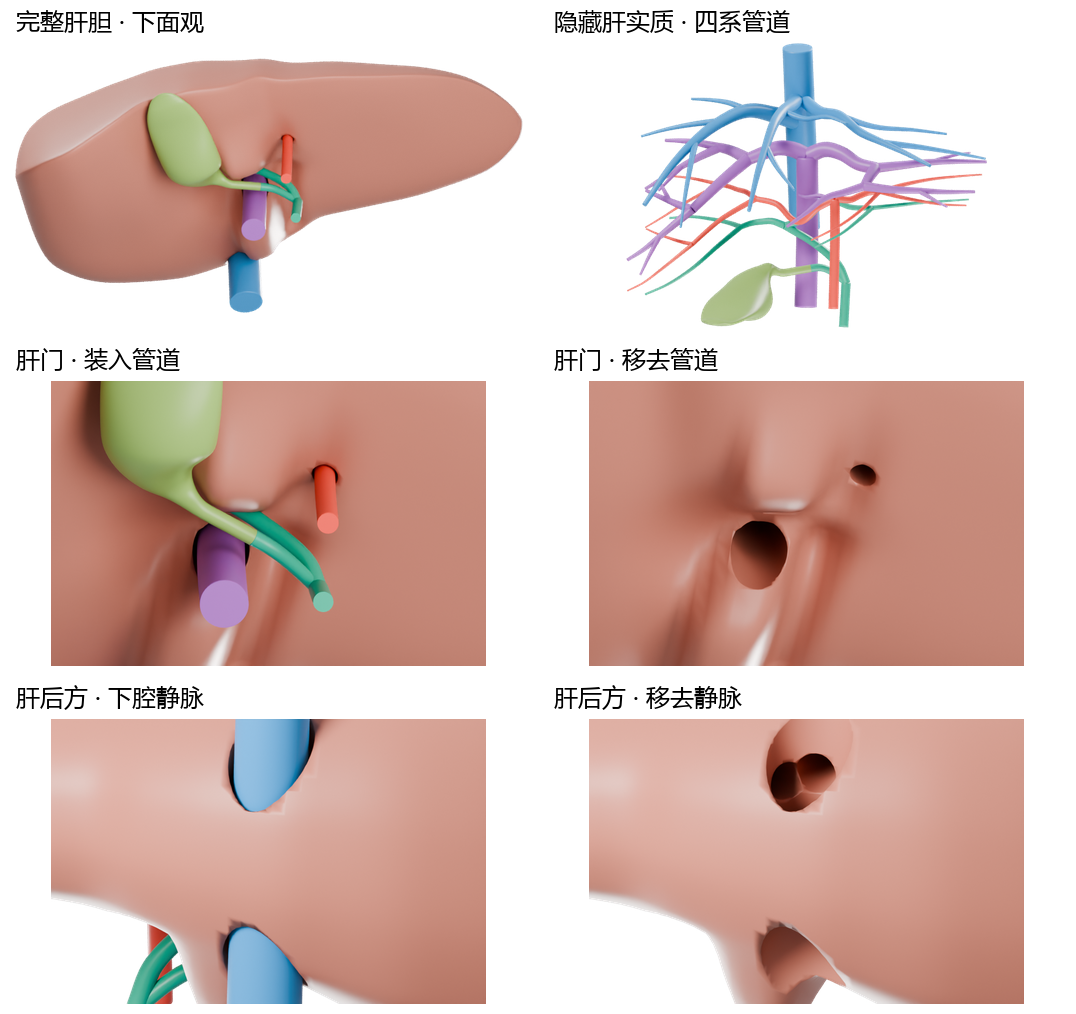 完整肝胆 · 下面观
隐藏肝实质 · 四系管道
肝门 · 装入管道
肝门 · 移去管道
肝后方 · 下腔静脉
肝后方 · 移去静脉